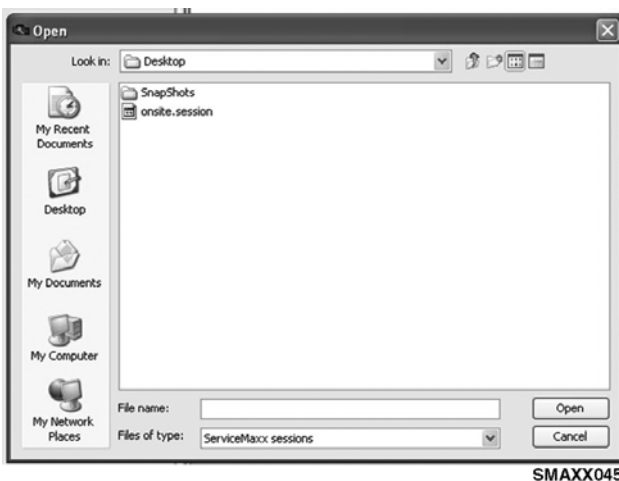 Open
Look in: Desktop
SnapShots
onsite.session
My Recent
Documents
Desktop
My Documents
My Computer
My Network
Places
File name:
Open
Files of type: ServiceMaxx sessions
Cancel
SMAXX045